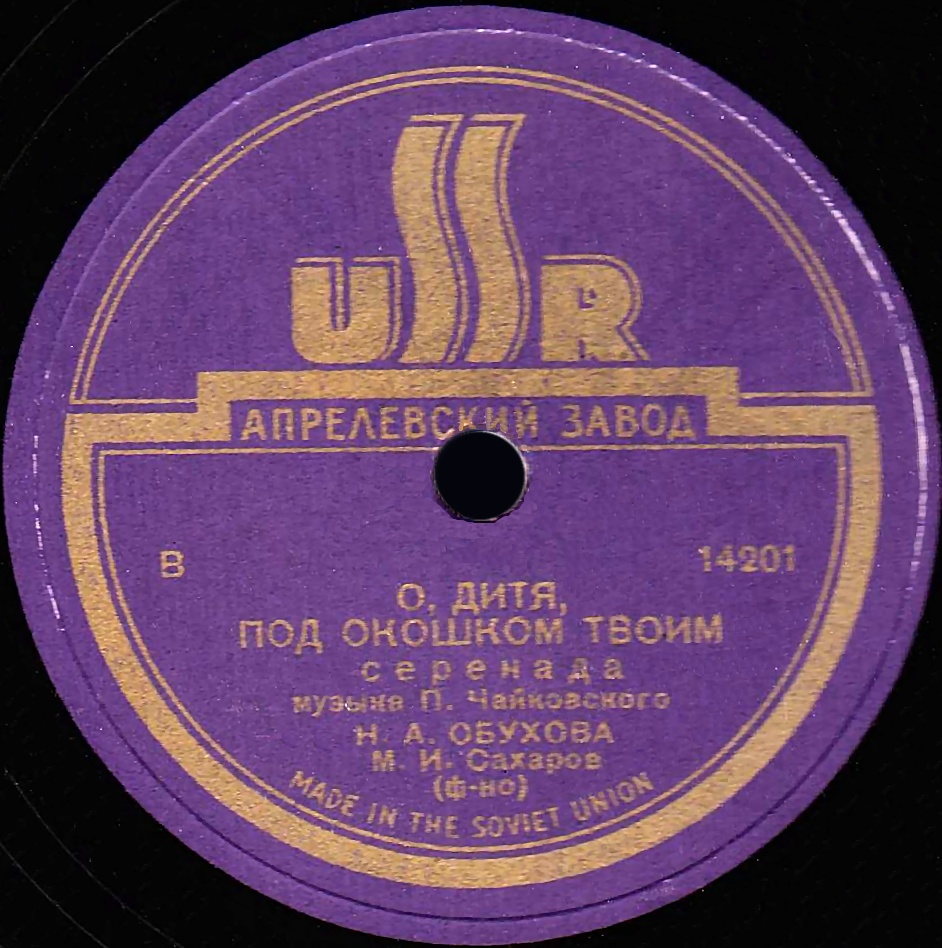 USSR
АПРЕЛЕВСКИЙ ЗАВОД
В 14201
О, ДИТЯ,
ПОД ОКОШКОМ ТВОИМ
серенада
музыка П. Чайковского
Н. А. ОБУХОВА
М. И. Сахаров
(ф-но)
MADE IN THE SOVIET UNION